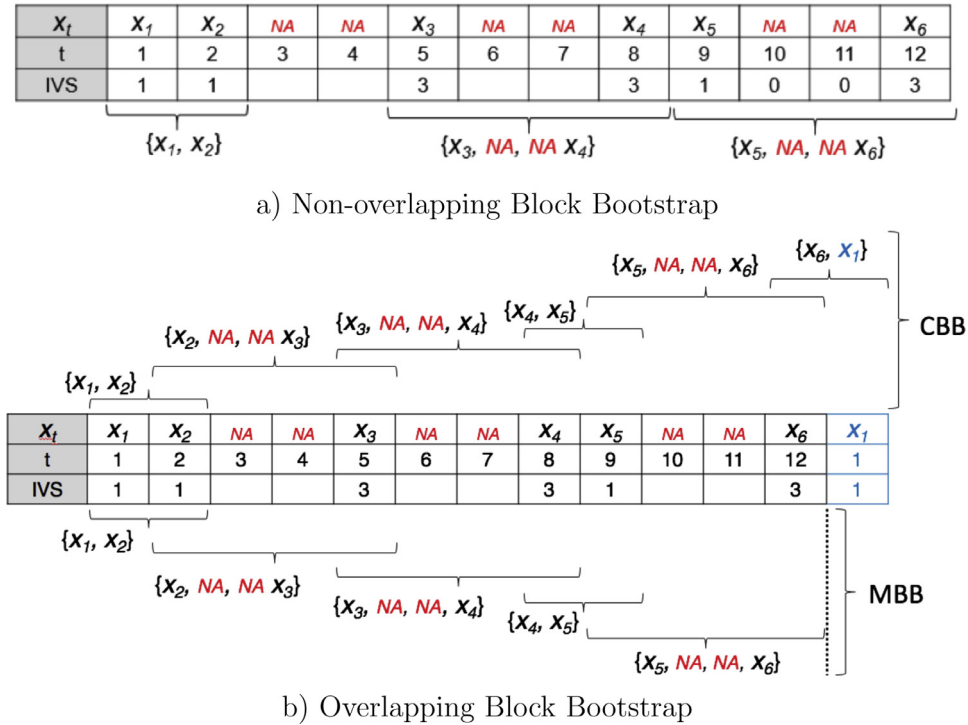 Xt X1 X2 NA NA X3 NA NA X4 X5 NA NA X6
t 1 2 3 4 5 6 7 8 9 10 11 12
IVS 1 1 3 3 1 0 0 3
{X1, X2} {X3, NA, NA X4} {X5, NA, NA X6}
a) Non-overlapping Block Bootstrap
{X6, X1}
{X5, NA, NA, X6}
{X4, X5}
{X3, NA, NA, X4}
{X2, NA, NA X3}
CBB
{X1, X2}
Xt X1 X2 NA NA X3 NA NA X4 X5 NA NA X6 X1
t 1 2 3 4 5 6 7 8 9 10 11 12 1
IVS 1 1 3 3 1 3 1
{X1, X2}
{X2, NA, NA X3}
{X3, NA, NA, X4}
{X4, X5}
MBB
{X5, NA, NA, X6}
b) Overlapping Block Bootstrap